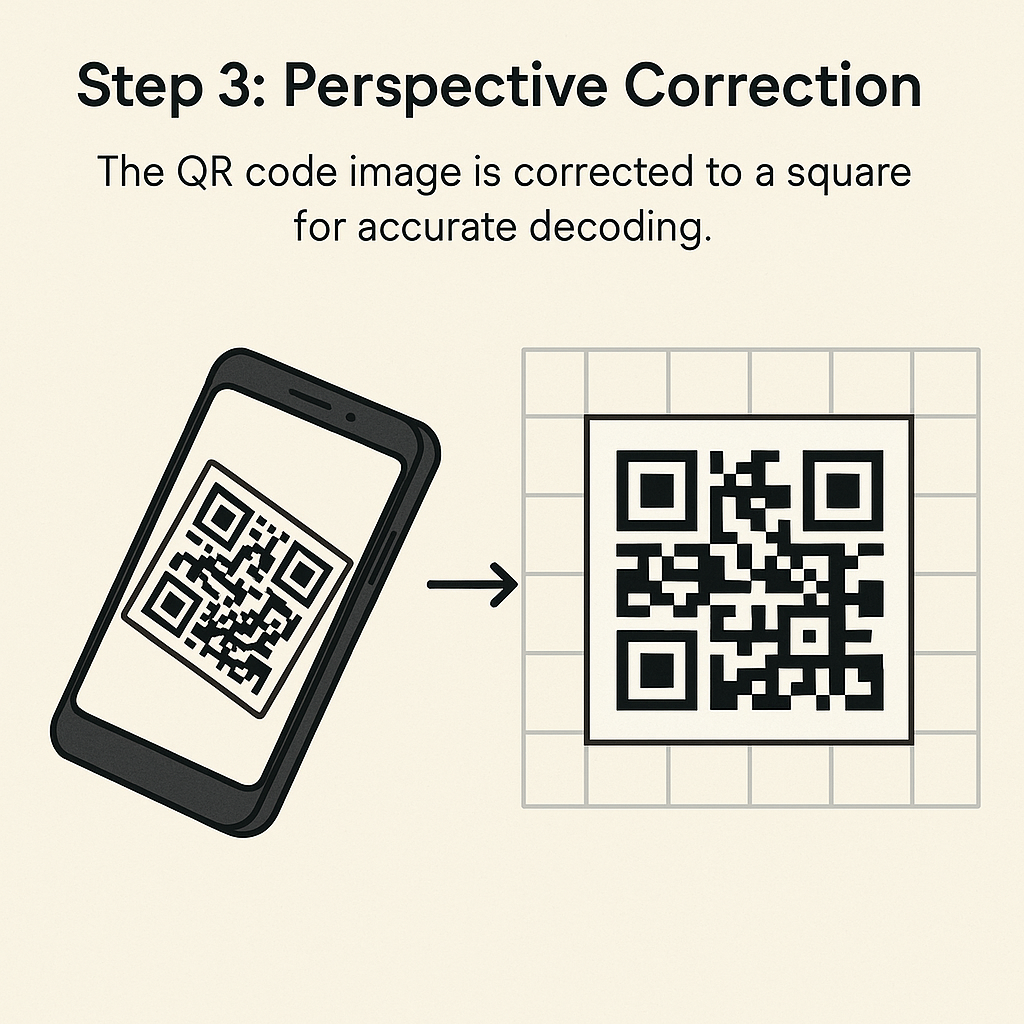 Step 3: Perspective Correction
The QR code image is corrected to a square
for accurate decoding.